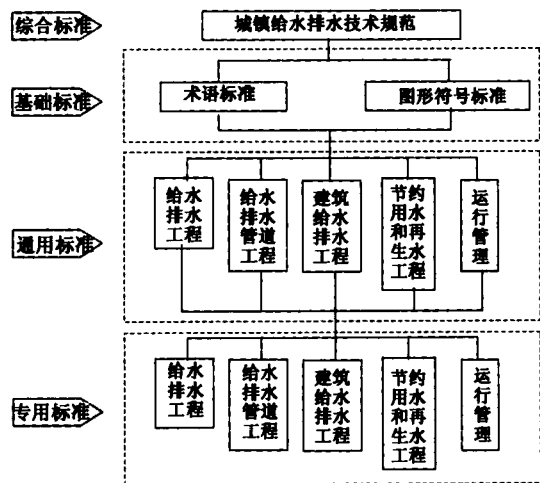 综合标准
城镇给水排水技术规范
基础标准
术语标准
图形符号标准
通用标准
给水
排水
工程
给水
排水
管道
工程
建筑
给水
排水
工程
节约
用水
和再
生水
工程
运行
管理
专用标准
给水
排水
工程
给水
排水
管道
工程
建筑
给水
排水
工程
节约
用水
和再
生水
工程
运行
管理